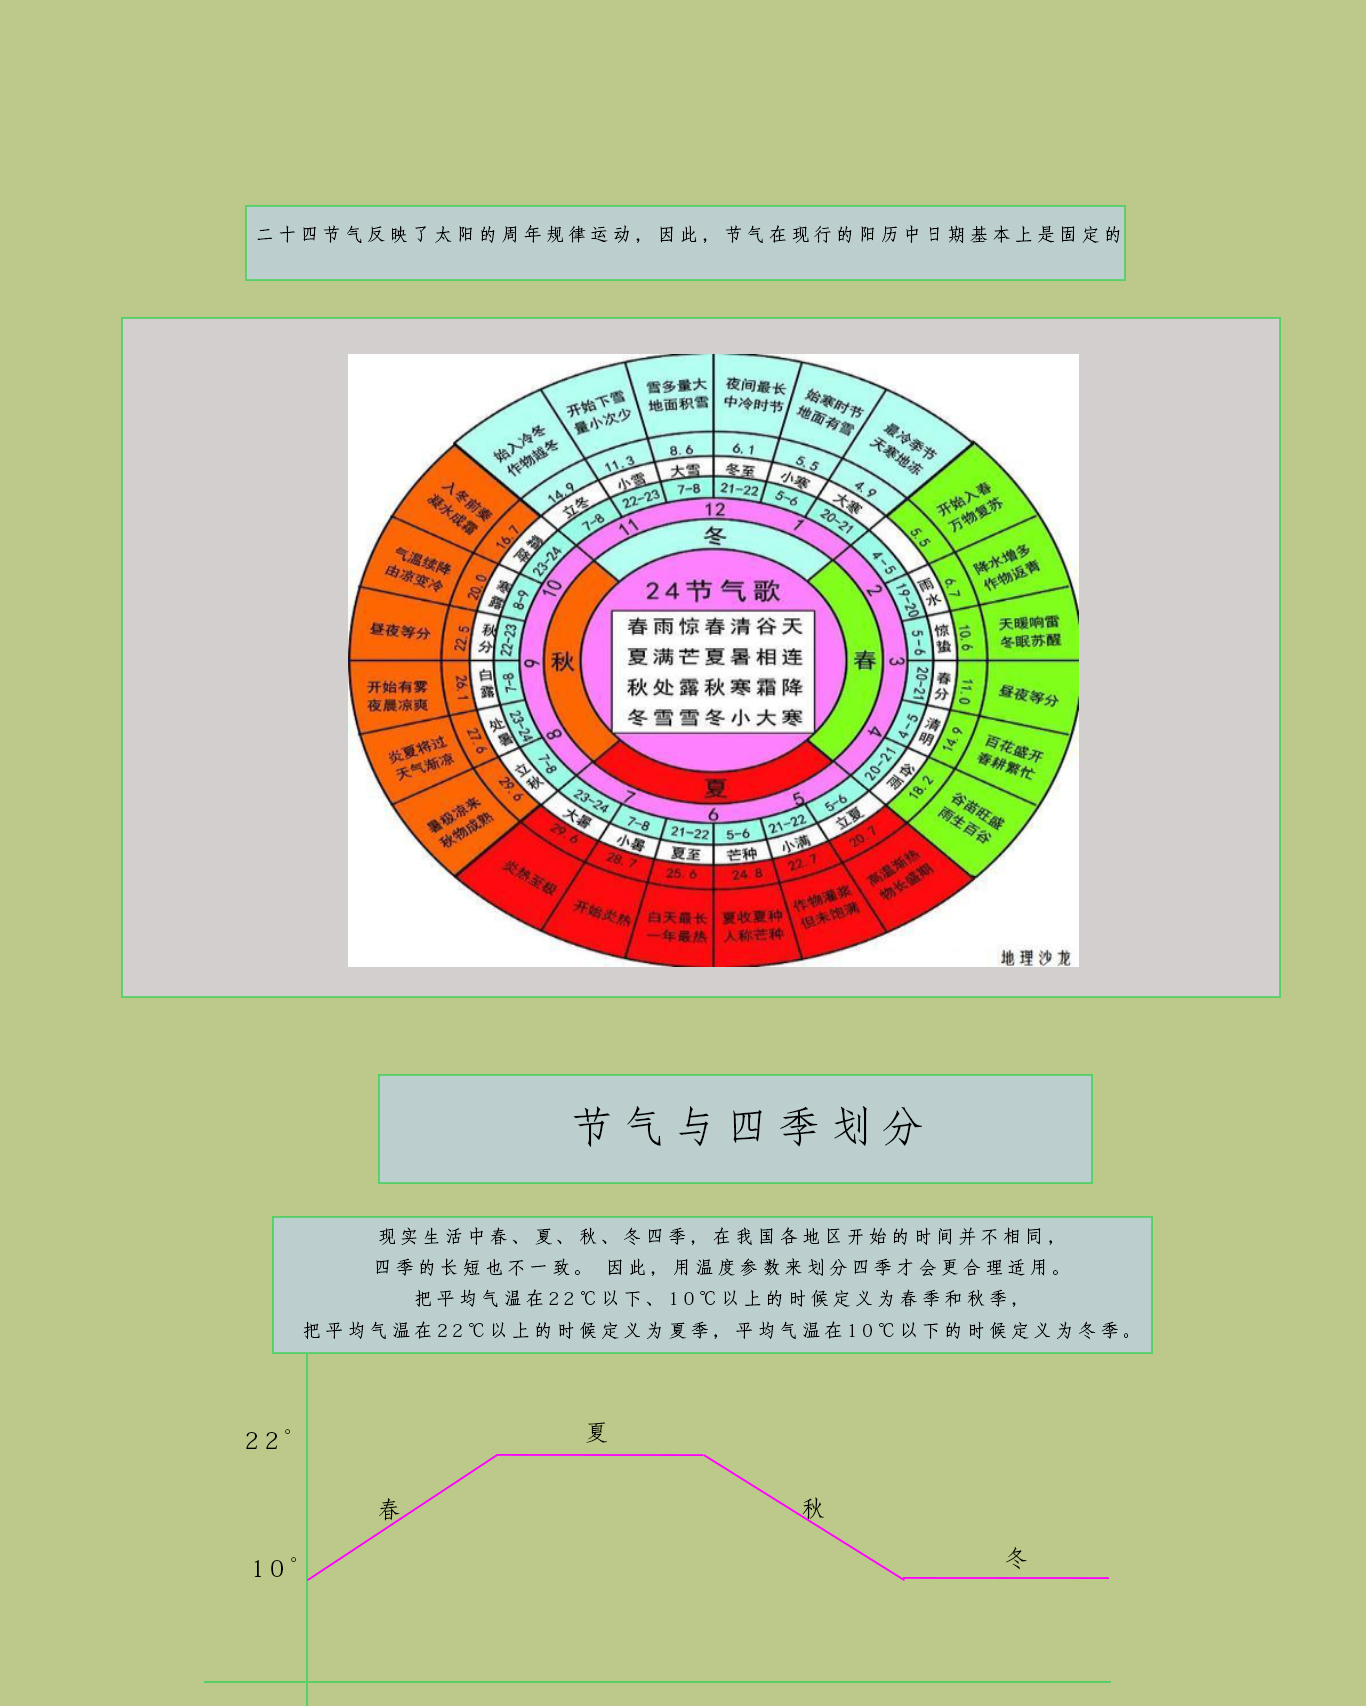 二十四节气反映了太阳的周年规律运动，因此，节气在现行的阳历中日期基本上是固定的
雪多量大
地面积雪
夜间最长
中冷时节
开始下雪
量小次少
始寒时节
地面有雪
始入冷冬
作物越冬
最冷季节
天寒地冻
8.6
6.1
11.3
5.5
14.9
4.9
大雪
冬至
小雪
小寒
立冬
大寒
7-8
21-22
22-23
5-6
7-8
20-21
12
11
1
冬
入冬前奏
凝水成霜
16.7
霜降
23-24
10
气温续降
由凉变冷
20.0
寒露
8-9
昼夜等分
22.5
秋分
22-23
9
秋
开始有雾
夜晨凉爽
26.1
白露
7-8
炎夏将过
天气渐凉
27.6
处暑
23-24
8
暑极凉来
秋物成熟
29.6
立秋
7-8
开始入春
万物复苏
5.5
4-5
2
降水增多
作物返青
6.7
雨水
19-20
天暖响雷
冬眠苏醒
10.6
惊蛰
5-6
3
春
昼夜等分
11.0
春分
20-21
百花盛开
春耕繁忙
14.9
清明
4-5
4
谷苗旺盛
雨生百谷
18.2
谷雨
20-21
24节气歌
春雨惊春清谷天
夏满芒夏暑相连
秋处露秋寒霜降
冬雪雪冬小大寒
夏
7
6
5
23-24
7-8
21-22
5-6
21-22
5-6
大暑
小暑
夏至
芒种
小满
立夏
29.6
28.7
25.6
24.8
22.7
20.7
炎热至极
开始炎热
白天最长
一年最热
夏收夏种
人称芒种
作物灌浆
但未饱满
高温渐热
物长盛期
地理沙龙
节气与四季划分
现实生活中春、夏、秋、冬四季，在我国各地区开始的时间并不相同，
四季的长短也不一致。 因此，用温度参数来划分四季才会更合理适用。
把平均气温在22℃以下、10℃以上的时候定义为春季和秋季，
把平均气温在22℃以上的时候定义为夏季，平均气温在10℃以下的时候定义为冬季。
夏
22°
春
秋
冬
10°